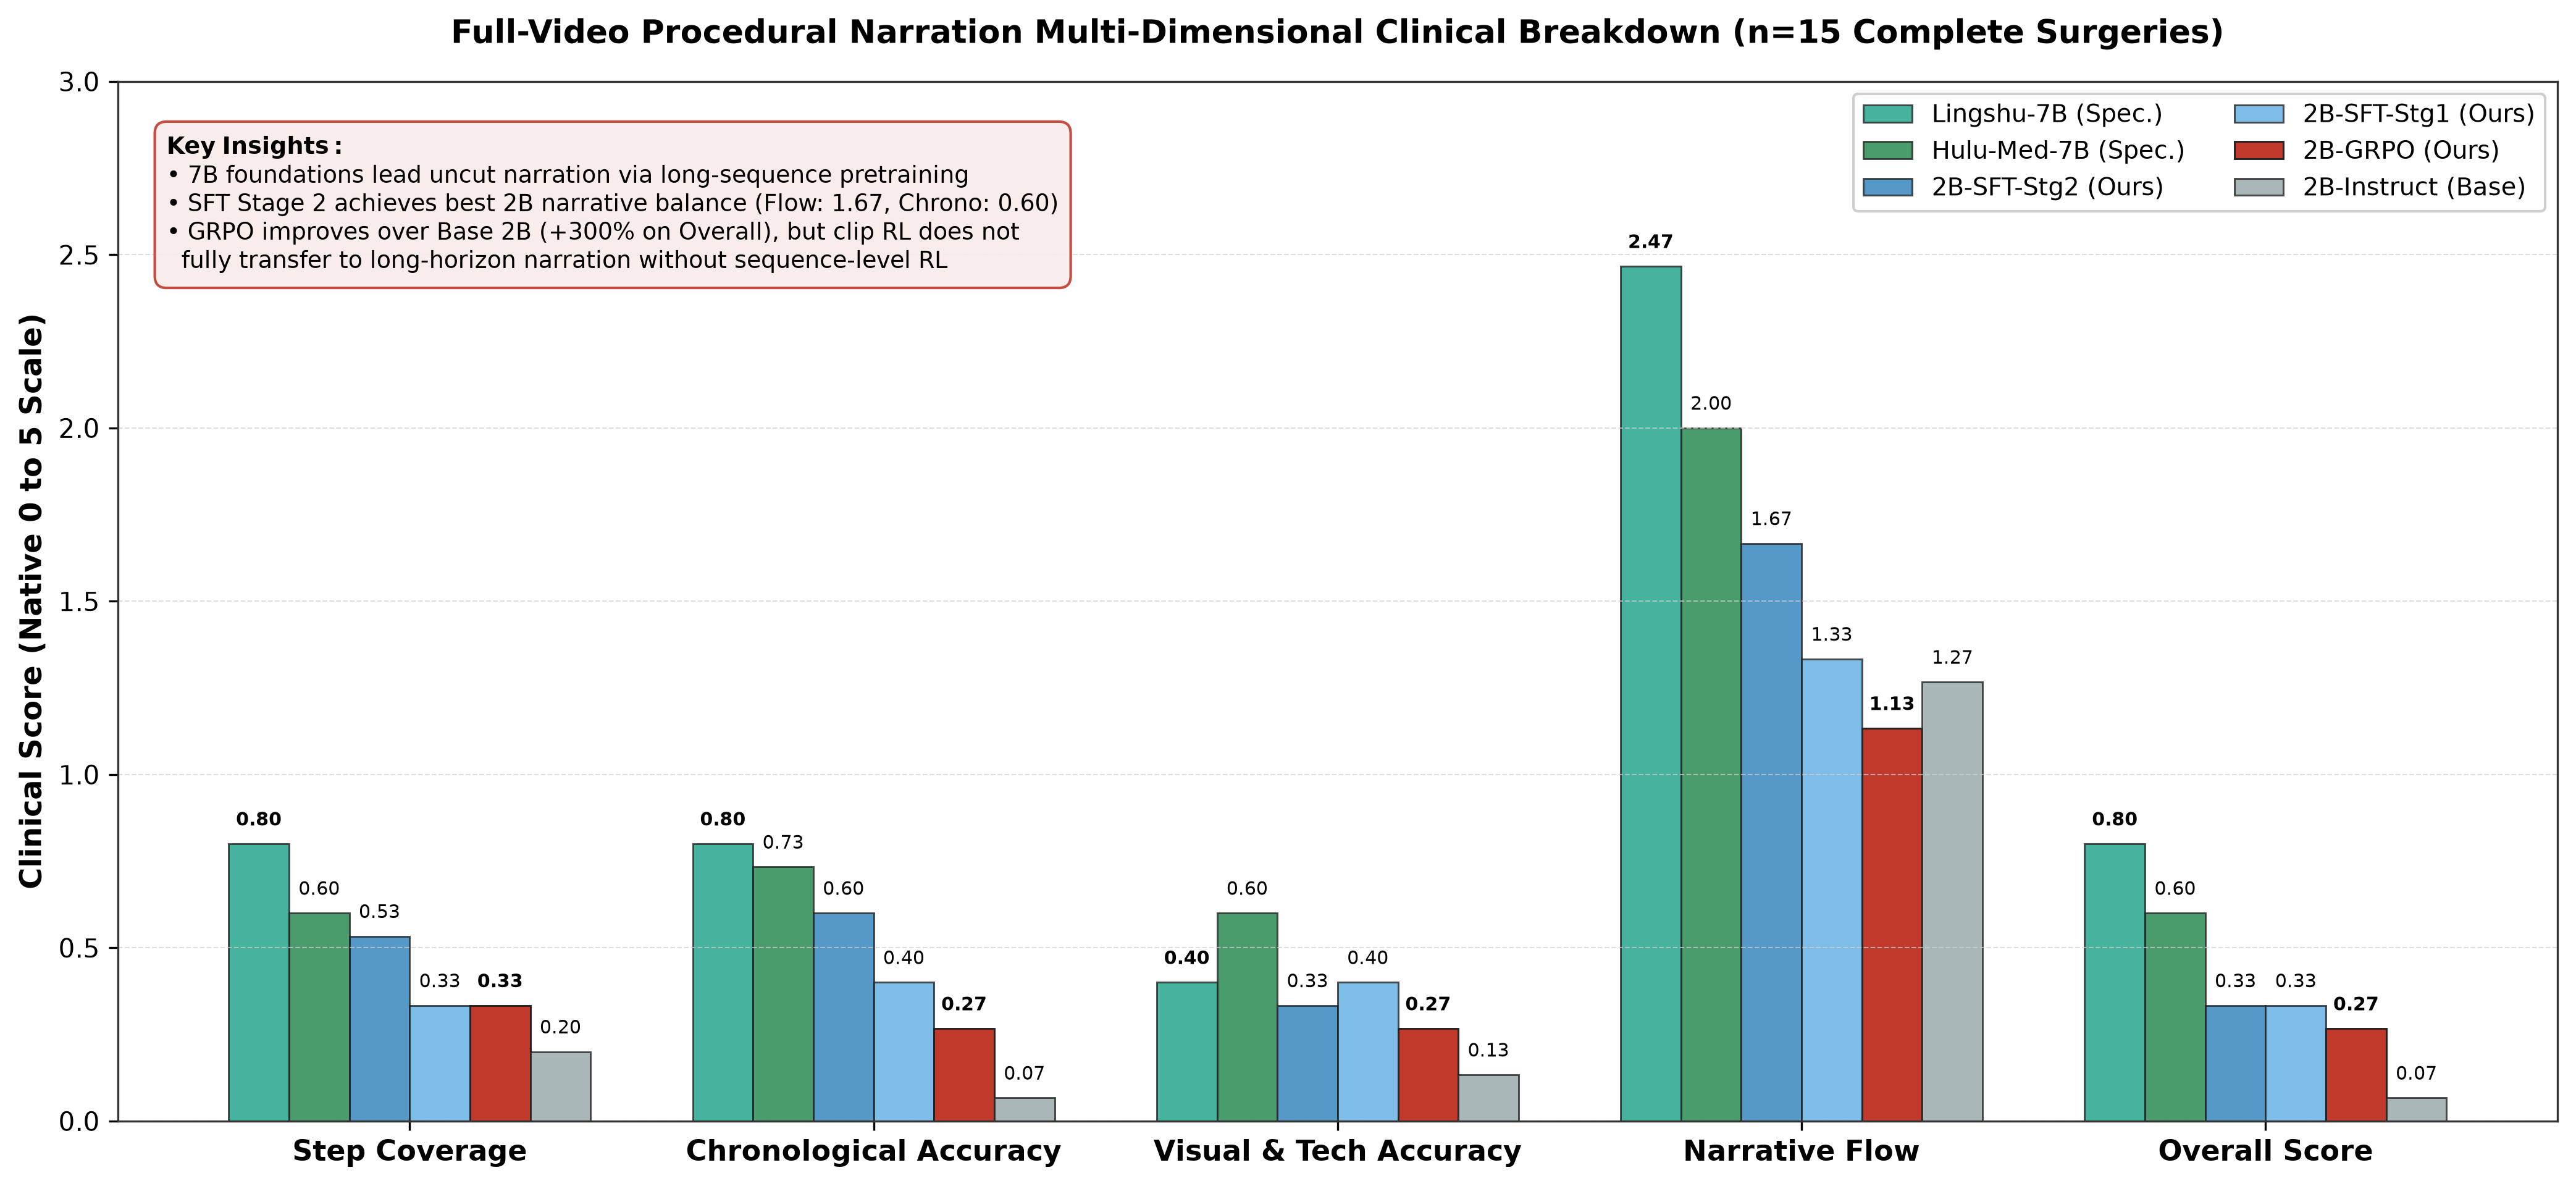 Full-Video Procedural Narration Multi-Dimensional Clinical Breakdown (n=15 Complete Surgeries)
Clinical Score (Native 0 to 5 Scale)
3.0
2.5
2.0
1.5
1.0
0.5
0.0
Key Insights:
• 7B foundations lead uncut narration via long-sequence pretraining
• SFT Stage 2 achieves best 2B narrative balance (Flow: 1.67, Chrono: 0.60)
• GRPO improves over Base 2B (+300% on Overall), but clip RL does not
fully transfer to long-horizon narration without sequence-level RL
Lingshu-7B (Spec.)
Hulu-Med-7B (Spec.)
2B-SFT-Stg2 (Ours)
2B-SFT-Stg1 (Ours)
2B-GRPO (Ours)
2B-Instruct (Base)
0.80
0.60
0.53
0.33
0.33
0.20
0.80
0.73
0.60
0.40
0.27
0.07
0.40
0.60
0.33
0.40
0.27
0.13
2.47
2.00
1.67
1.33
1.13
1.27
0.80
0.60
0.33
0.33
0.27
0.07
Step Coverage
Chronological Accuracy
Visual & Tech Accuracy
Narrative Flow
Overall Score